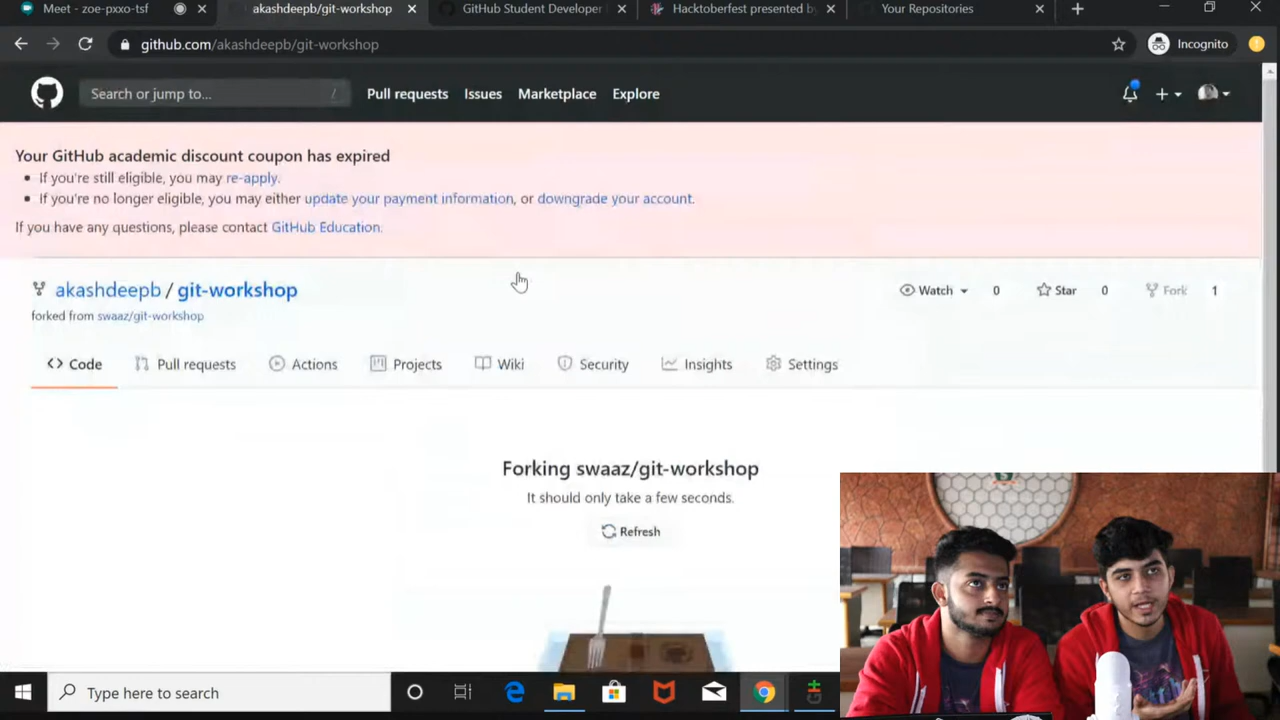 Meet - zoe-pxxo-tsf
akashdeepb/git-workshop
GitHub Student Developer
Hacktoberfest presented by
Your Repositories
github.com/akashdeepb/git-workshop
Incognito
Search or jump to...
/
Pull requests
Issues
Marketplace
Explore
Your GitHub academic discount coupon has expired
If you're still eligible, you may re-apply.
If you're no longer eligible, you may either update your payment information, or downgrade your account.
If you have any questions, please contact GitHub Education.
akashdeepb / git-workshop
Watch 0
Star 0
Fork 1
forked from swaaz/git-workshop
Code
Pull requests
Actions
Projects
Wiki
Security
Insights
Settings
Forking swaaz/git-workshop
It should only take a few seconds.
Refresh
Type here to search